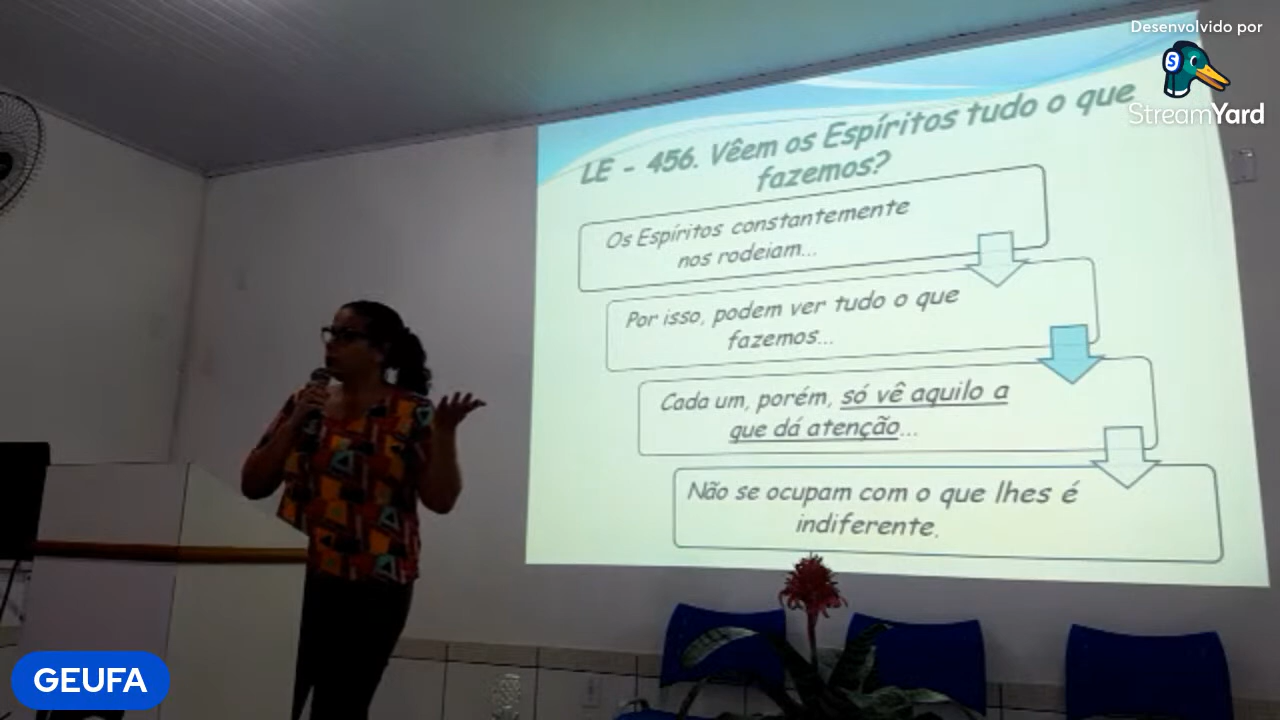 Desenvolvido por
StreamYard
LE - 456. Vêem os Espíritos tudo o que
fazemos?
Os Espíritos constantemente
nos rodeiam...
Por isso, podem ver tudo o que
fazemos...
Cada um, porém, só vê aquilo a
que dá atenção...
Não se ocupam com o que lhes é
indiferente.
GEUFA